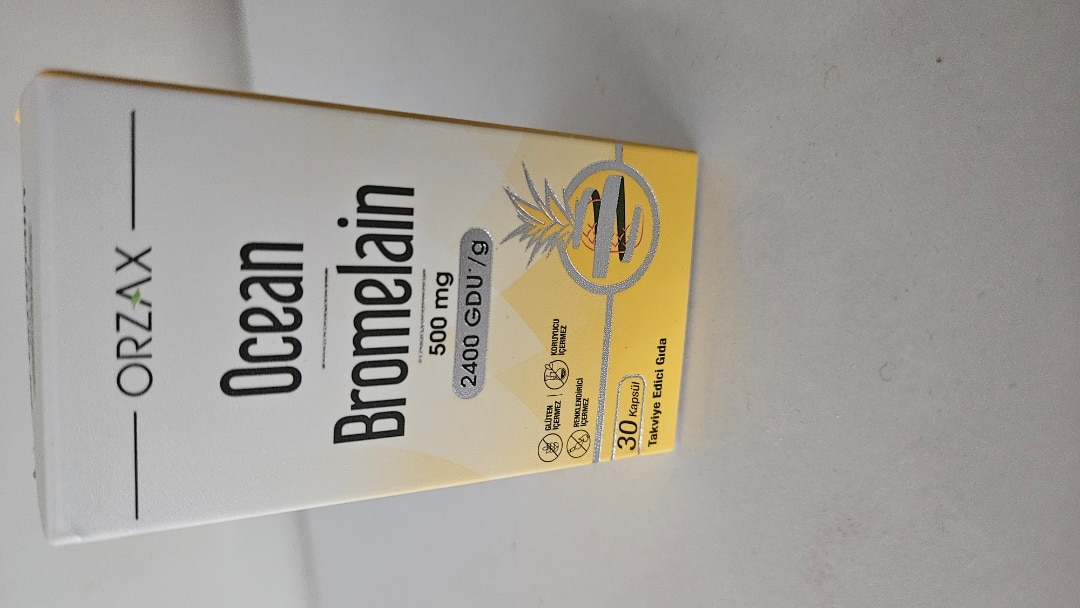 ORZAX
Ocean
Bromelain
500 mg
2400 GDU*/g
GLÜTEN
İÇERMEZ
KORUYUCU
İÇERMEZ
RENKLENDİRİCİ
İÇERMEZ
30 Kapsül
Takviye Edici Gıda